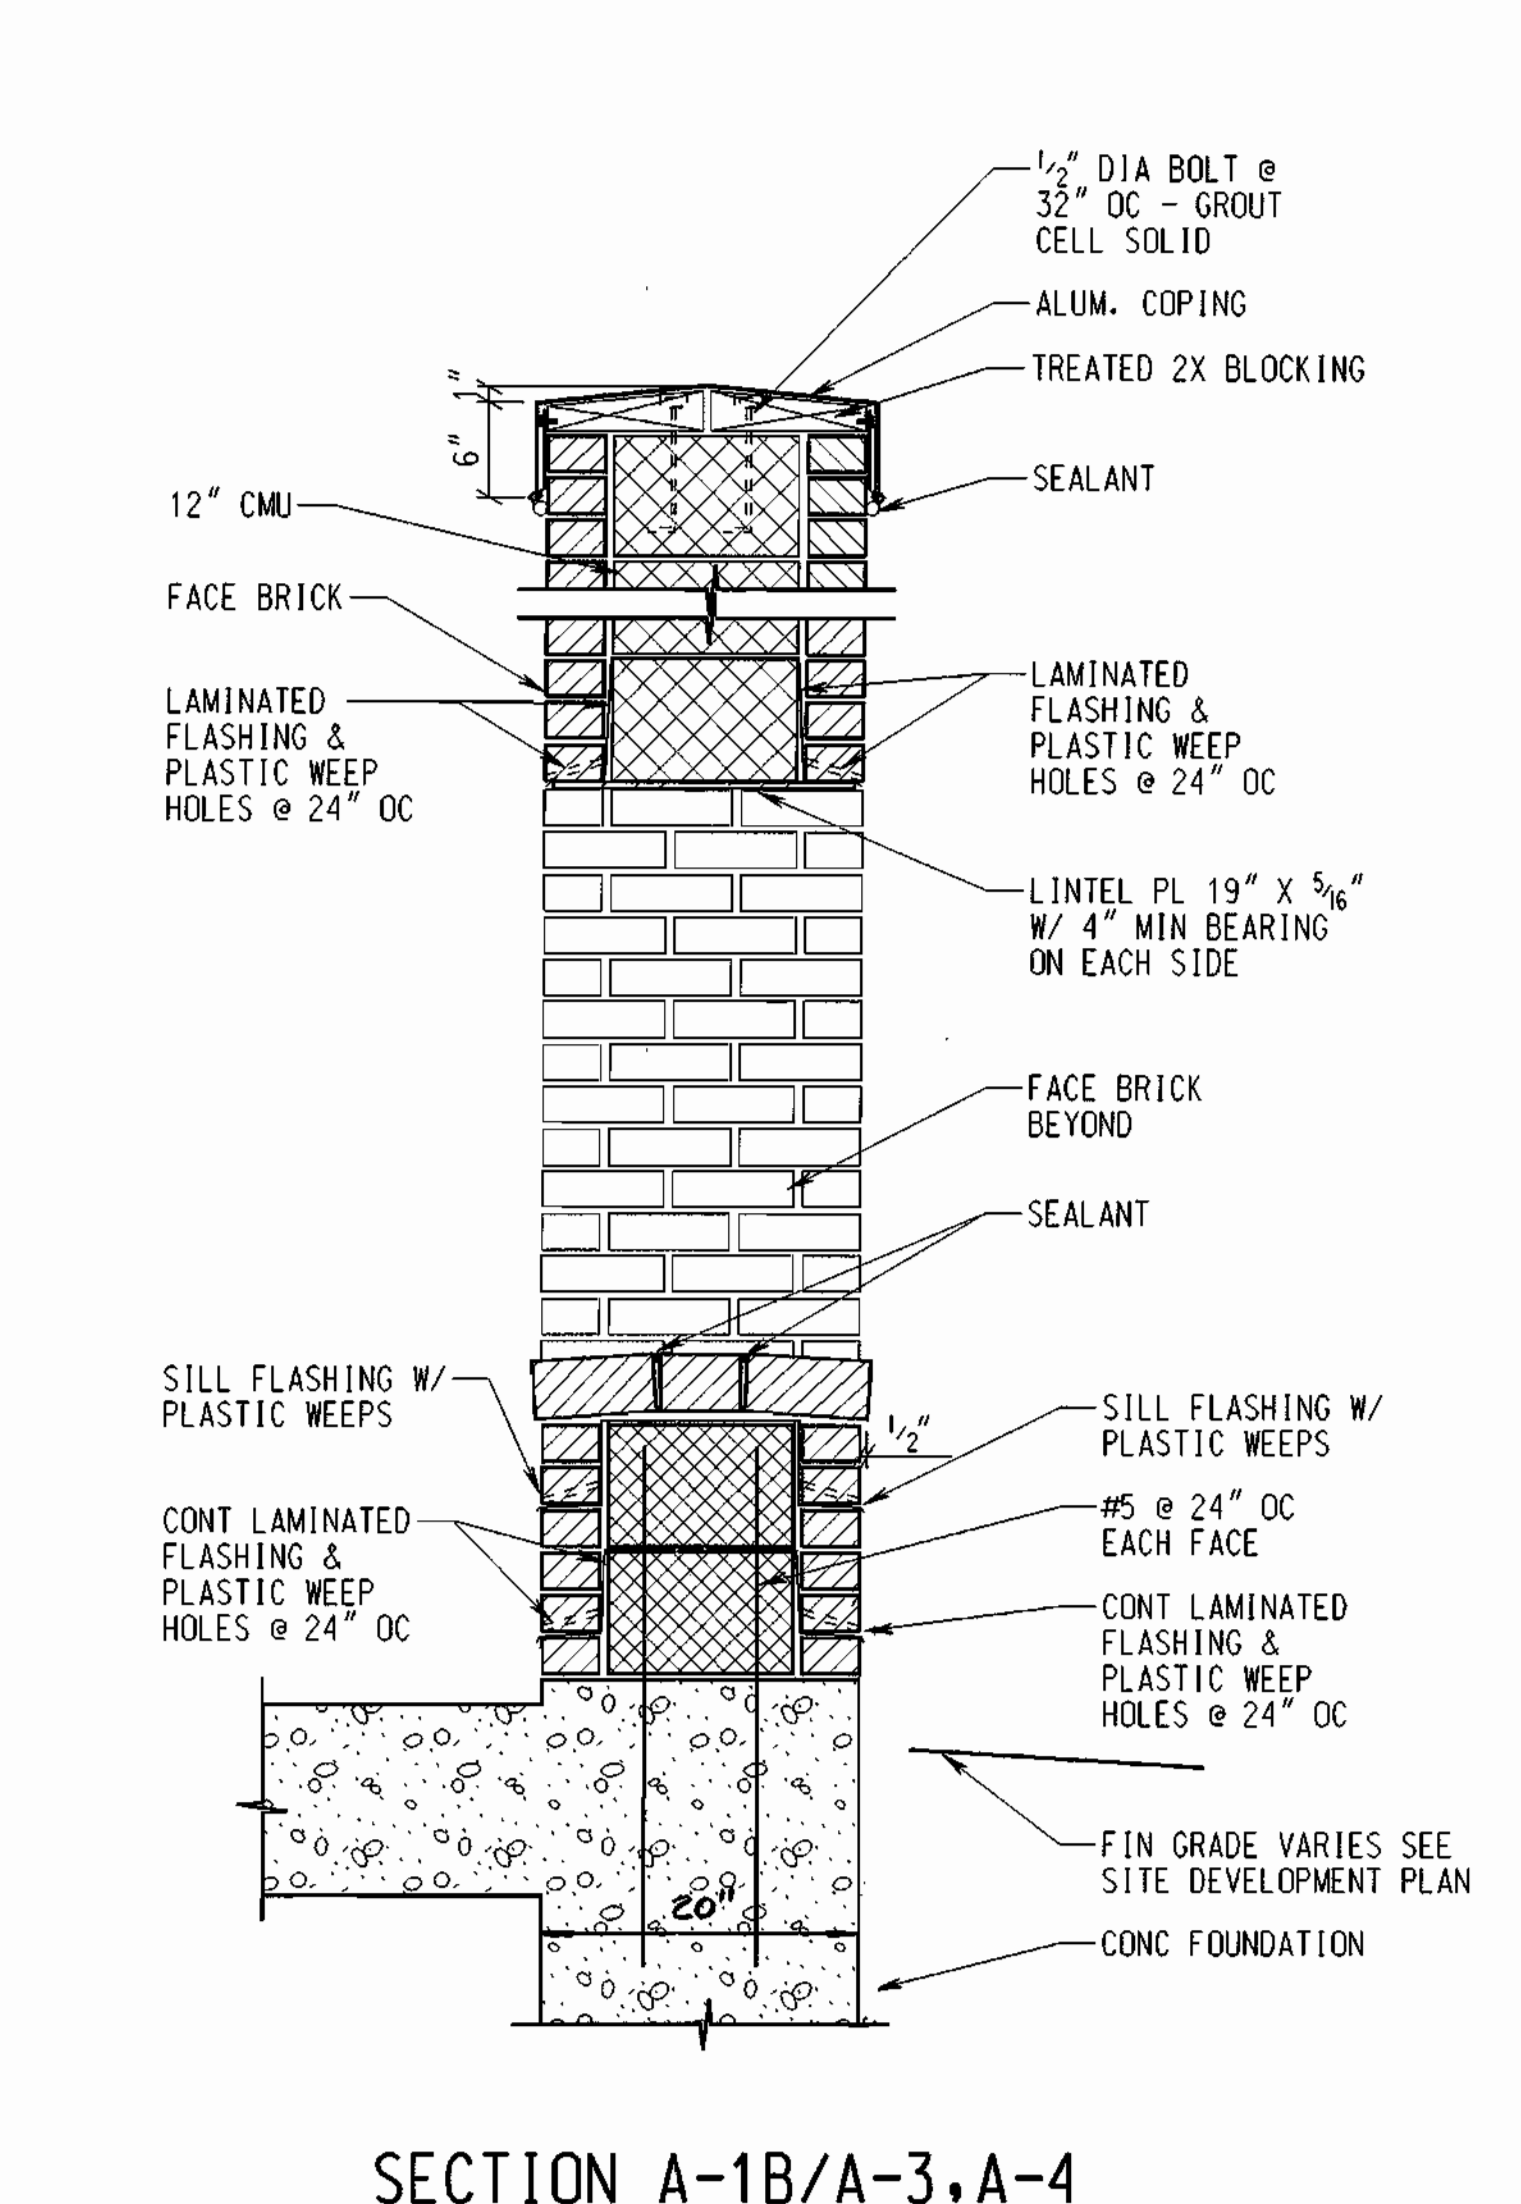 1/2" DIA BOLT @
32" OC - GROUT
CELL SOLID
ALUM. COPING
TREATED 2X BLOCKING
1"
6"
SEALANT
12" CMU
FACE BRICK
LAMINATED
FLASHING &
PLASTIC WEEP
HOLES @ 24" OC
LAMINATED
FLASHING &
PLASTIC WEEP
HOLES @ 24" OC
LINTEL PL 19" X 5/16"
W/ 4" MIN BEARING
ON EACH SIDE
FACE BRICK
BEYOND
SEALANT
SILL FLASHING W/
PLASTIC WEEPS
1/2"
SILL FLASHING W/
PLASTIC WEEPS
CONT LAMINATED
FLASHING &
PLASTIC WEEP
HOLES @ 24" OC
#5 @ 24" OC
EACH FACE
CONT LAMINATED
FLASHING &
PLASTIC WEEP
HOLES @ 24" OC
FIN GRADE VARIES SEE
SITE DEVELOPMENT PLAN
20"
CONC FOUNDATION
SECTION A-1B/A-3,A-4